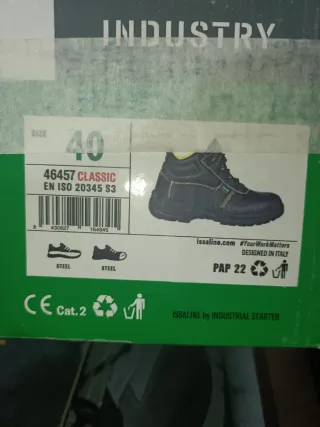 INDUSTRY
SIZE
40
46457 CLASSIC
EN ISO 20345 S3
STEEL
STEEL
issaline.com #YourWorkMatters
DESIGNED IN ITALY
PAP 22
CE Cat.2
ISSALINE by INDUSTRIAL STARTER